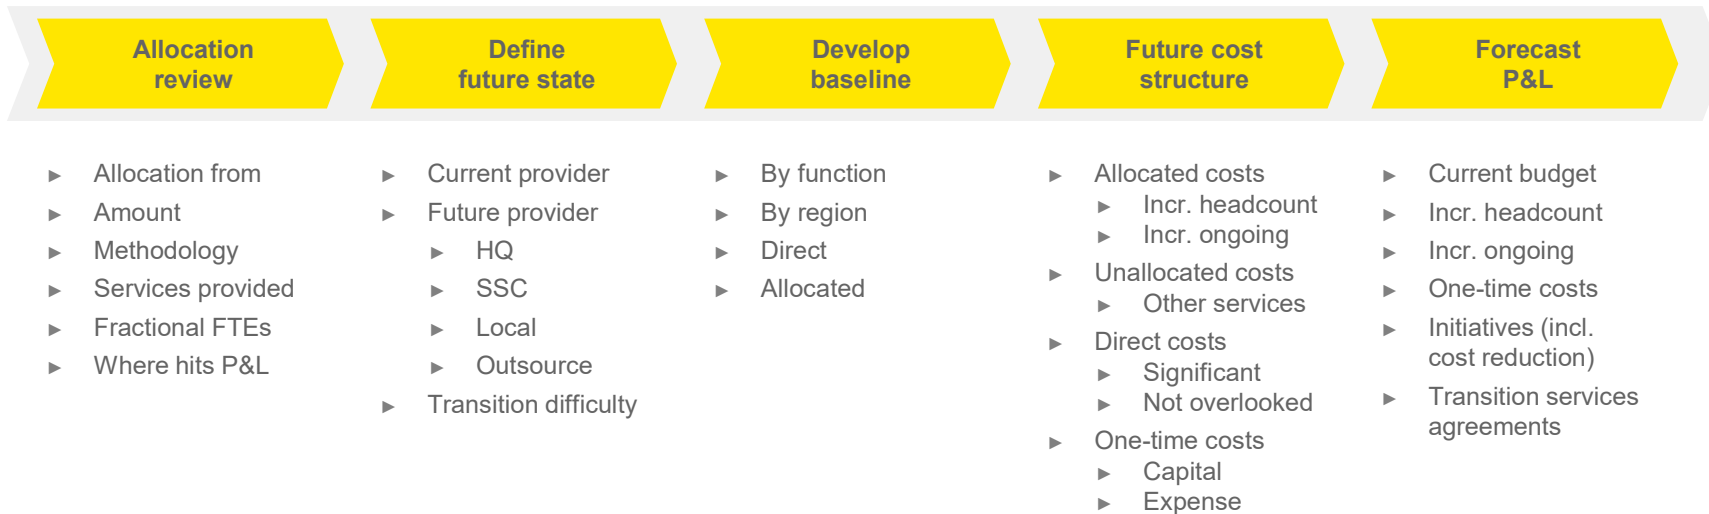 Allocation
review
Define
future state
Develop
baseline
Future cost
structure
Forecast
P&L
► Allocation from
► Amount
► Methodology
► Services provided
► Fractional FTEs
► Where hits P&L
► Current provider
► Future provider
► HQ
► SSC
► Local
► Outsource
► Transition difficulty
► By function
► By region
► Direct
► Allocated
► Allocated costs
► Incr. headcount
► Incr. ongoing
► Unallocated costs
► Other services
► Direct costs
► Significant
► Not overlooked
► One-time costs
► Capital
► Expense
► Current budget
► Incr. headcount
► Incr. ongoing
► One-time costs
► Initiatives (incl.
cost reduction)
► Transition services
agreements